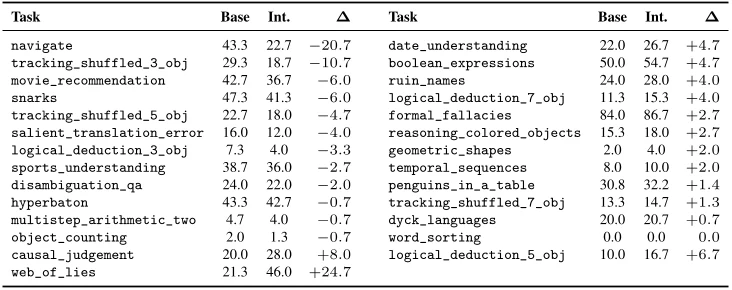 Task Base Int. Δ Task Base Int. Δ
navigate 43.3 22.7 −20.7 date_understanding 22.0 26.7 +4.7
tracking_shuffled_3_obj 29.3 18.7 −10.7 boolean_expressions 50.0 54.7 +4.7
movie_recommendation 42.7 36.7 −6.0 ruin_names 24.0 28.0 +4.0
snarks 47.3 41.3 −6.0 logical_deduction_7_obj 11.3 15.3 +4.0
tracking_shuffled_5_obj 22.7 18.0 −4.7 formal_fallacies 84.0 86.7 +2.7
salient_translation_error 16.0 12.0 −4.0 reasoning_colored_objects 15.3 18.0 +2.7
logical_deduction_3_obj 7.3 4.0 −3.3 geometric_shapes 2.0 4.0 +2.0
sports_understanding 38.7 36.0 −2.7 temporal_sequences 8.0 10.0 +2.0
disambiguation_qa 24.0 22.0 −2.0 penguins_in_a_table 30.8 32.2 +1.4
hyperbaton 43.3 42.7 −0.7 tracking_shuffled_7_obj 13.3 14.7 +1.3
multistep_arithmetic_two 4.7 4.0 −0.7 dyck_languages 20.0 20.7 +0.7
object_counting 2.0 1.3 −0.7 word_sorting 0.0 0.0 0.0
causal_judgement 20.0 28.0 +8.0 logical_deduction_5_obj 10.0 16.7 +6.7
web_of_lies 21.3 46.0 +24.7